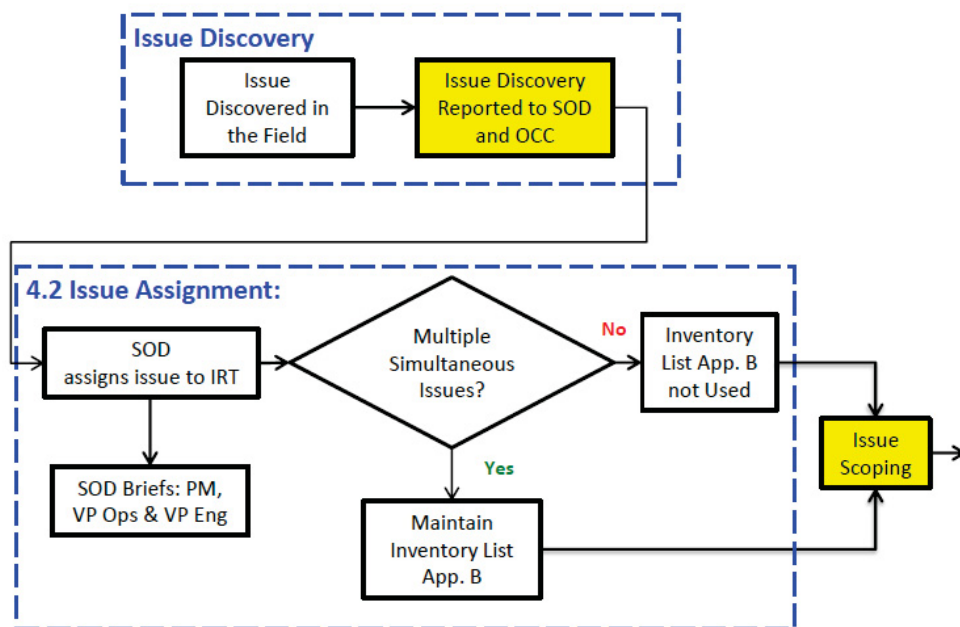 Issue Discovery
Issue
Discovered in
the Field
Issue Discovery
Reported to SOD
and OCC
4.2 Issue Assignment:
SOD
assigns issue to IRT
Multiple
Simultaneous
Issues?
No
Inventory
List App. B
not Used
Issue
Scoping
Yes
SOD Briefs: PM,
VP Ops & VP Eng
Maintain
Inventory List
App. B